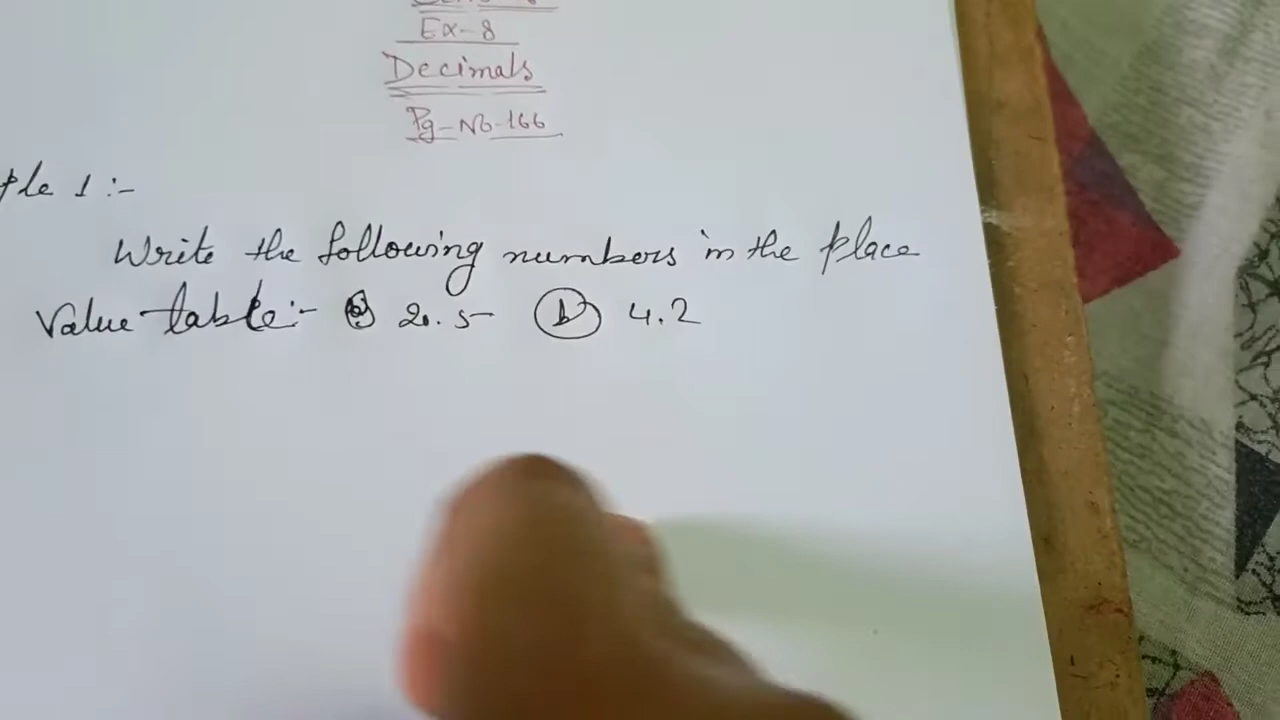 Ex-8
Decimals
Pg-No-166
ple 1:-
Write the following numbers in the place
Value table:- 20.5 (b) 4.2